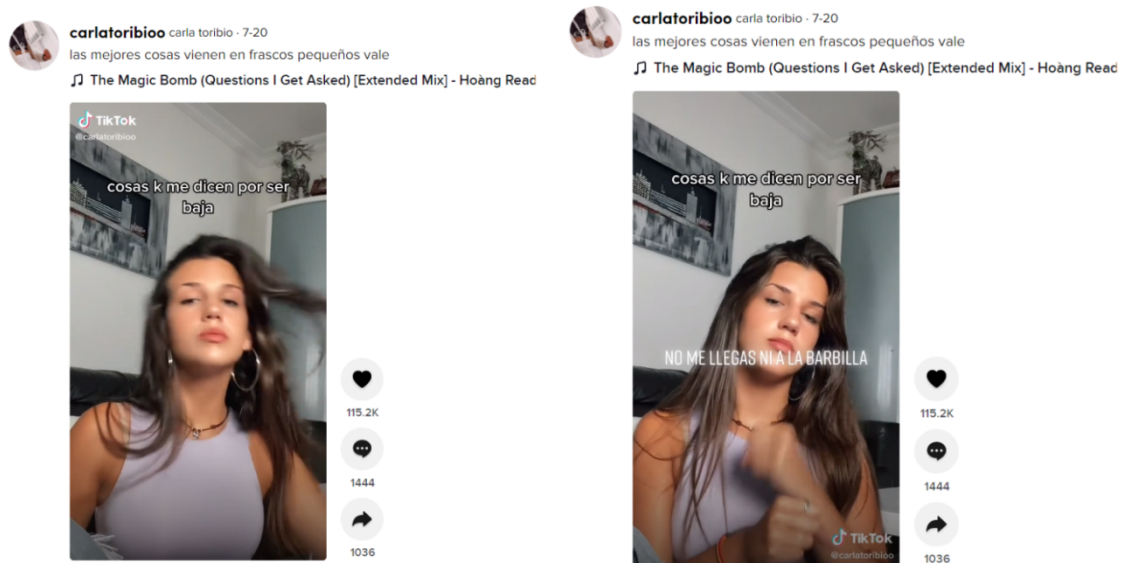 carlatoribioo carla toribio · 7-20
las mejores cosas vienen en frascos pequeños vale
The Magic Bomb (Questions I Get Asked) [Extended Mix] - Hoàng Read
TikTok
@carlatoribioo
cosas k me dicen por ser
baja
115.2K
1444
1036
carlatoribioo carla toribio · 7-20
las mejores cosas vienen en frascos pequeños vale
The Magic Bomb (Questions I Get Asked) [Extended Mix] - Hoàng Read
cosas k me dicen por ser
baja
NO ME LLEGAS NI A LA BARBILLA
TikTok
@carlatoribioo
115.2K
1444
1036